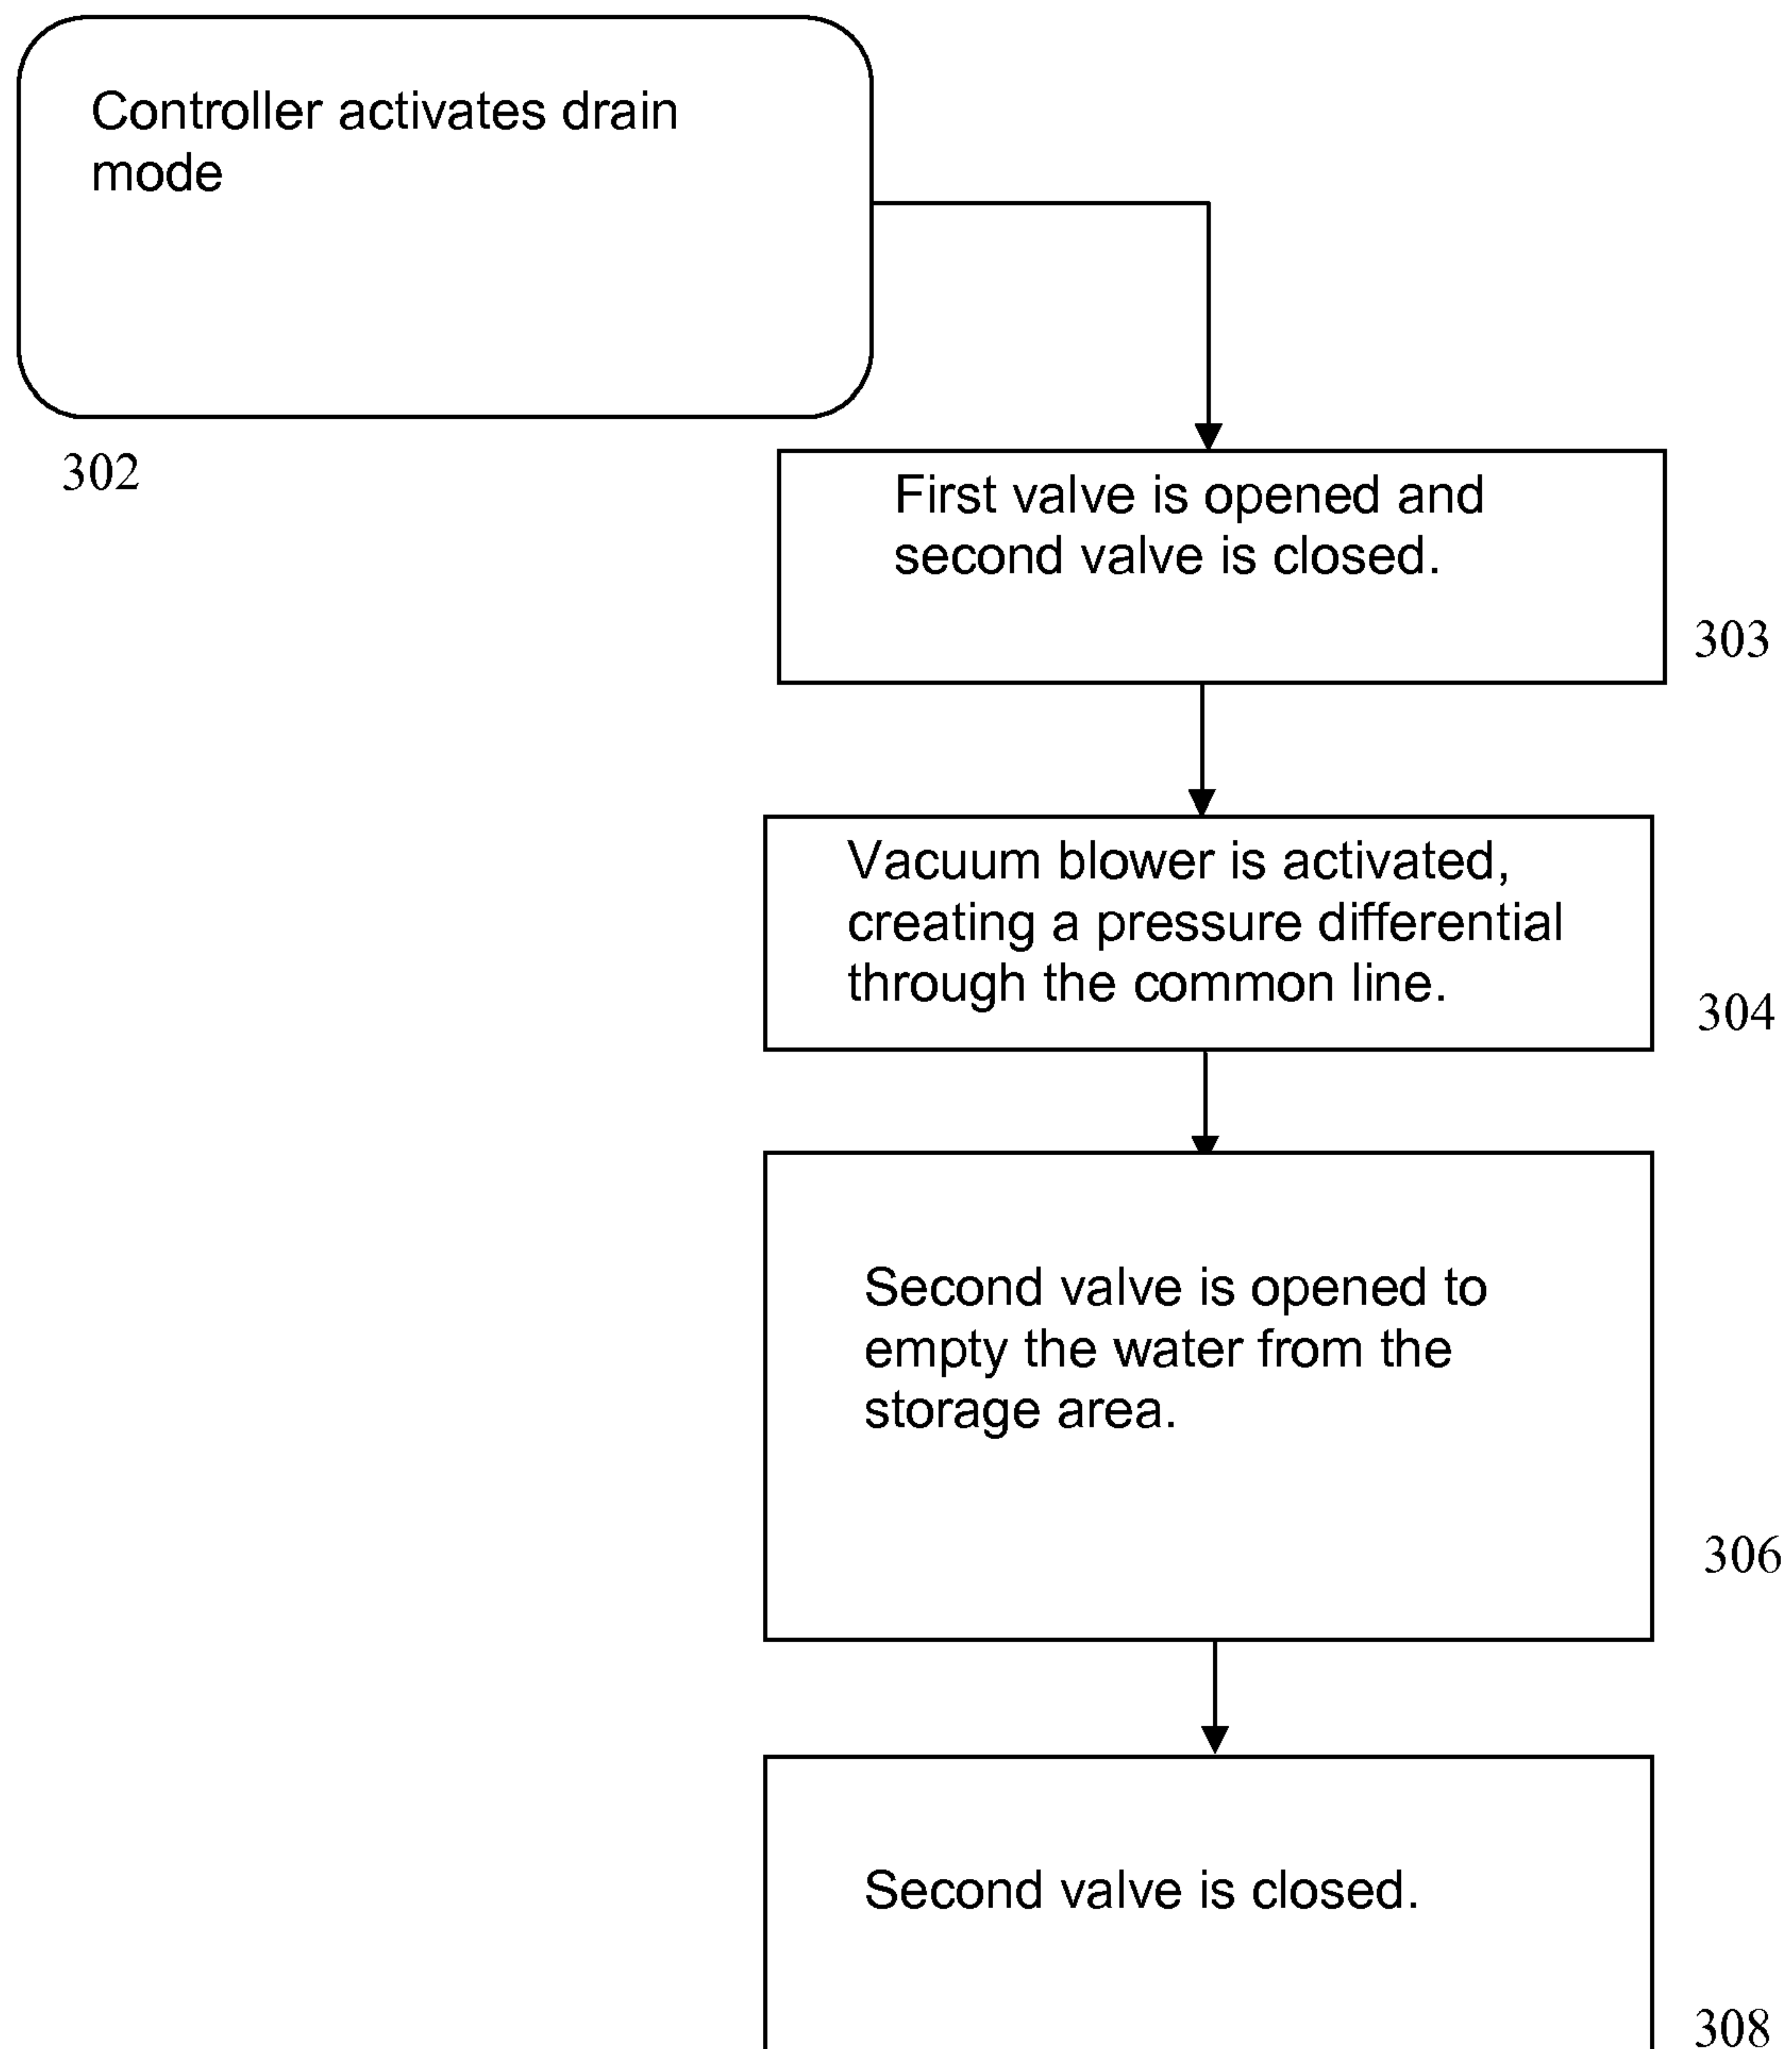 Controller activates drain
mode
302
First valve is opened and
second valve is closed.
303
Vacuum blower is activated,
creating a pressure differential
through the common line.
304
Second valve is opened to
empty the water from the
storage area.
306
Second valve is closed.
308